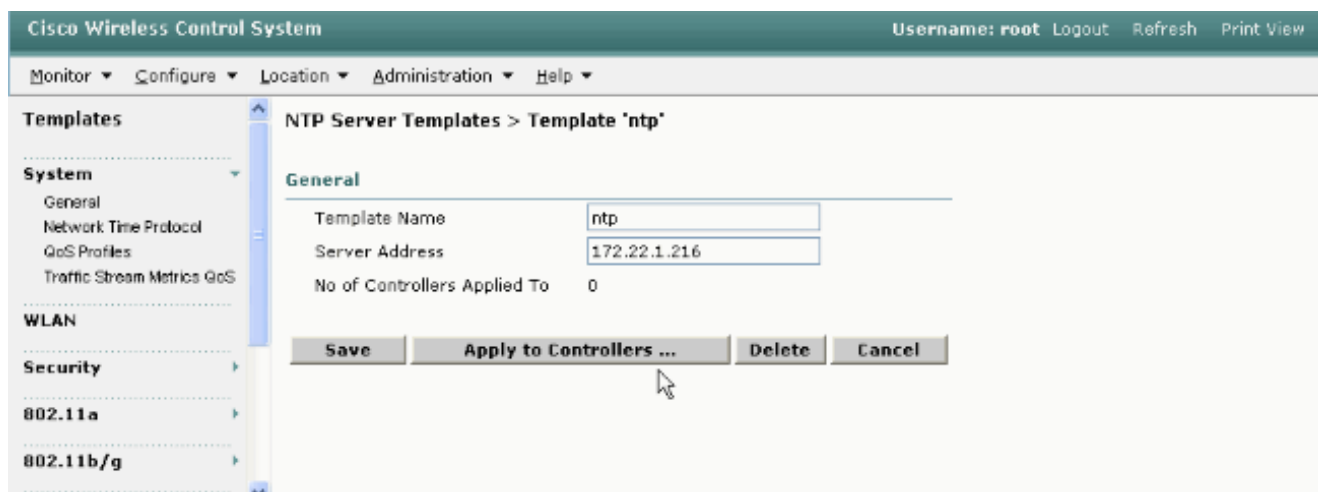 Cisco Wireless Control System
Username: root Logout Refresh Print View
Monitor Configure Location Administration Help
Templates
System
General
Network Time Protocol
QoS Profiles
Traffic Stream Metrics QoS
WLAN
Security
802.11a
802.11b/g
NTP Server Templates > Template 'ntp'
General
Template Name ntp
Server Address 172.22.1.216
No of Controllers Applied To 0
Save Apply to Controllers ... Delete Cancel